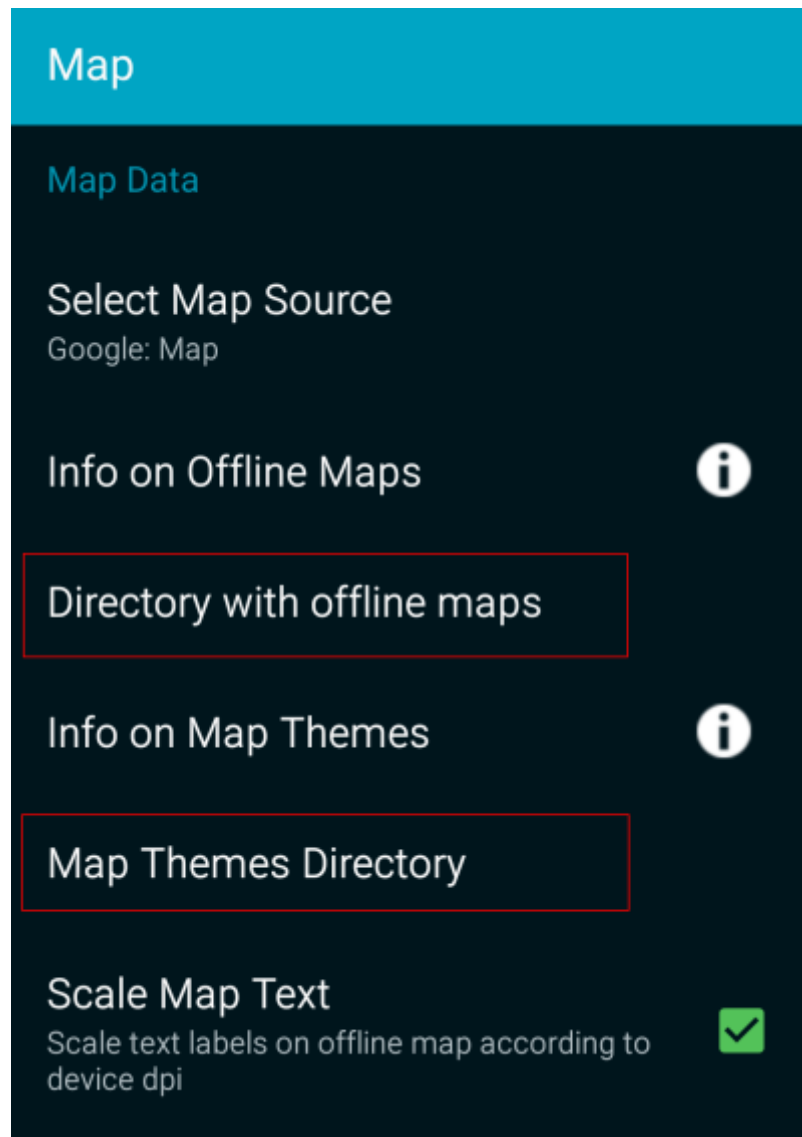 Map
Map Data
Select Map Source
Google: Map
Info on Offline Maps
Directory with offline maps
Info on Map Themes
Map Themes Directory
Scale Map Text
Scale text labels on offline map according to
device dpi